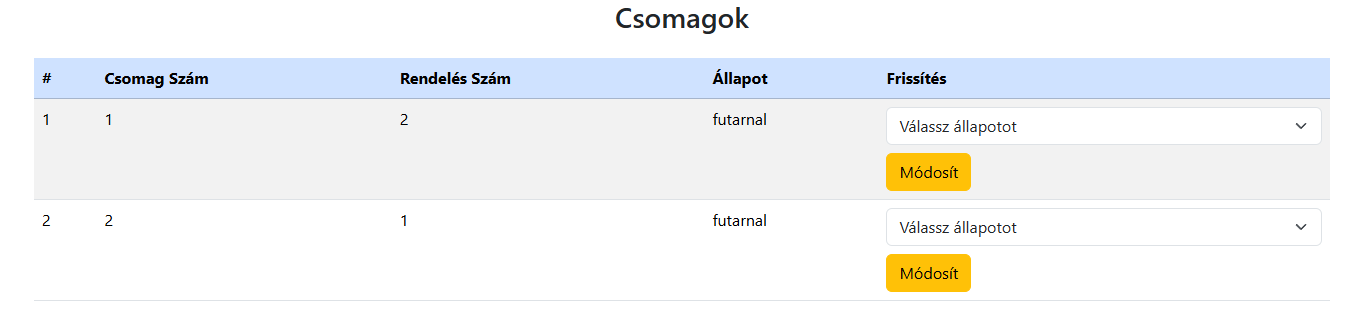 Csomagok
# Csomag Szám Rendelés Szám Állapot Frissítés
1 1 2 futarnal Válassz állapotot
Módosít
2 2 1 futarnal Válassz állapotot
Módosít